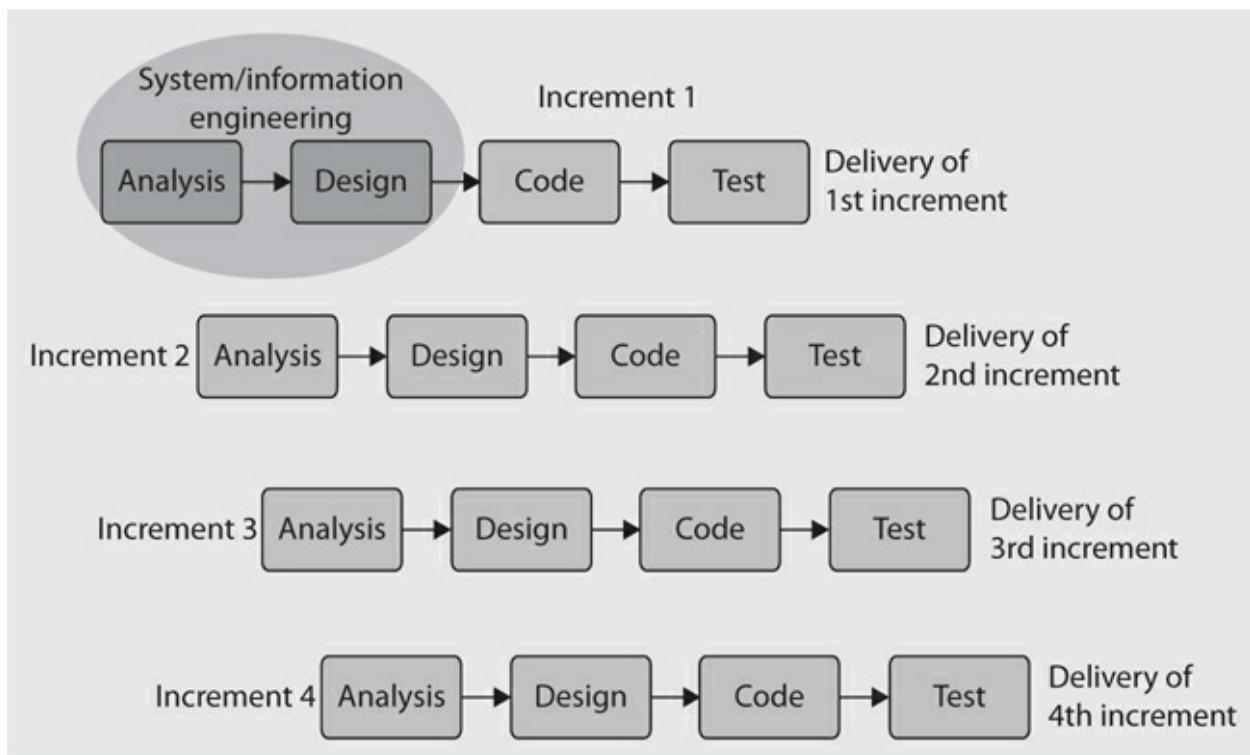 System/information
engineering
Increment 1
Analysis
Design
Code
Test
Delivery of
1st increment
Increment 2
Analysis
Design
Code
Test
Delivery of
2nd increment
Increment 3
Analysis
Design
Code
Test
Delivery of
3rd increment
Increment 4
Analysis
Design
Code
Test
Delivery of
4th increment